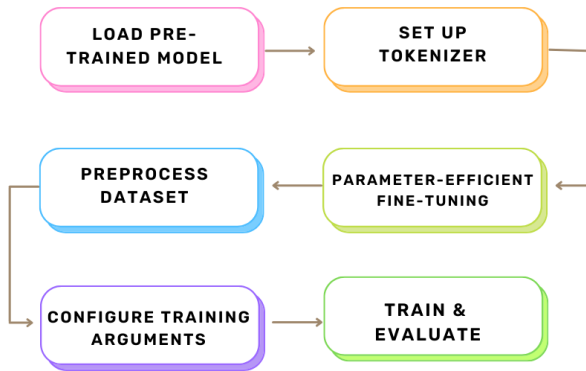 LOAD PRE-
TRAINED MODEL
SET UP
TOKENIZER
PARAMETER-EFFICIENT
FINE-TUNING
PREPROCESS
DATASET
CONFIGURE TRAINING
ARGUMENTS
TRAIN &
EVALUATE